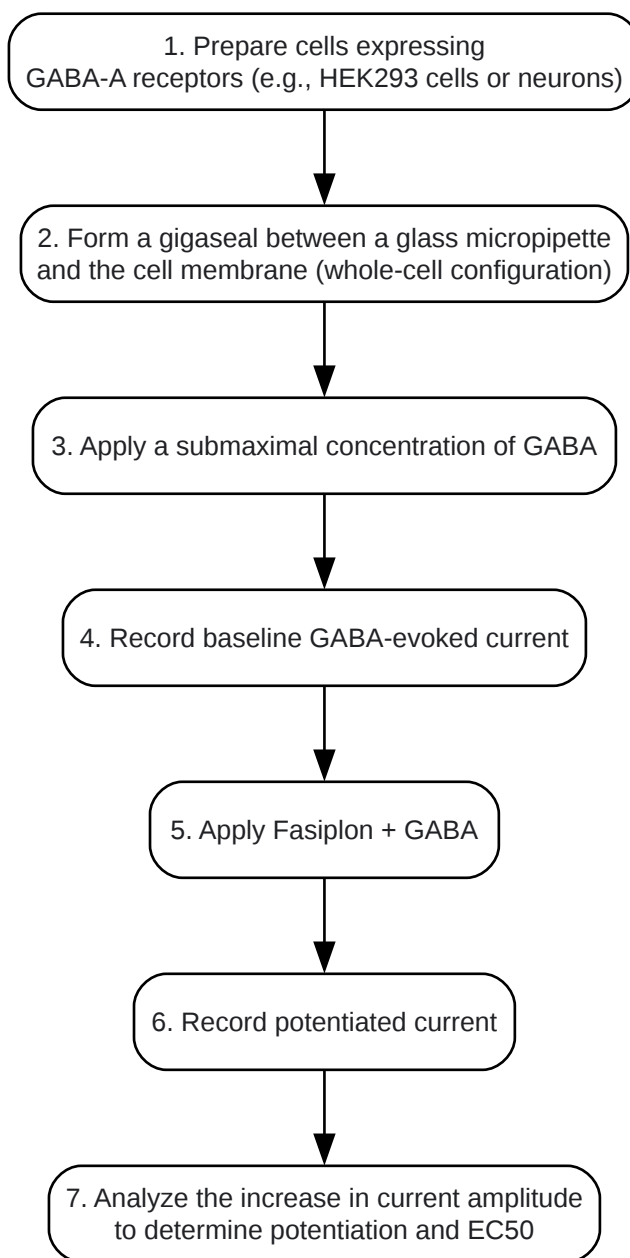 1. Prepare cells expressing
GABA-A receptors (e.g., HEK293 cells or neurons)
2. Form a gigaseal between a glass micropipette
and the cell membrane (whole-cell configuration)
3. Apply a submaximal concentration of GABA
4. Record baseline GABA-evoked current
5. Apply Fasiplon + GABA
6. Record potentiated current
7. Analyze the increase in current amplitude
to determine potentiation and EC50